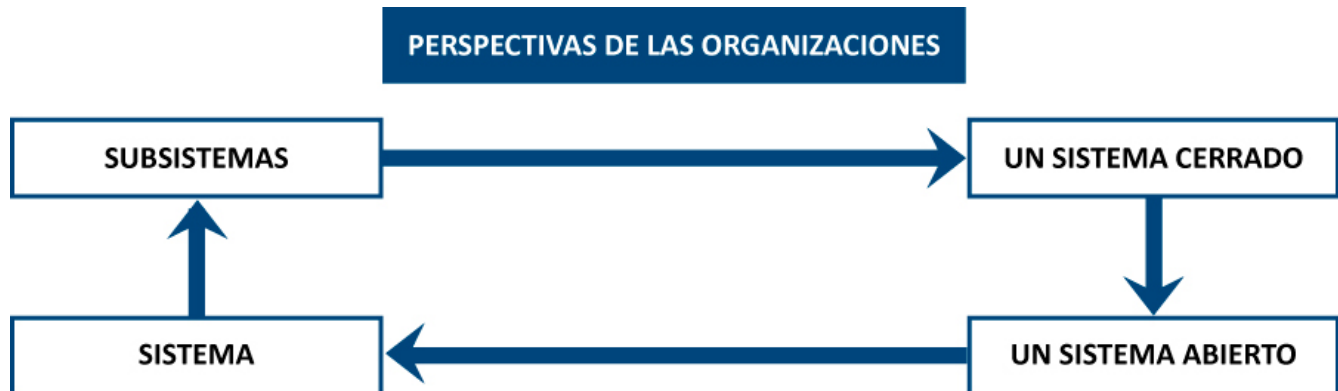 PERSPECTIVAS DE LAS ORGANIZACIONES
SUBSISTEMAS
UN SISTEMA CERRADO
SISTEMA
UN SISTEMA ABIERTO